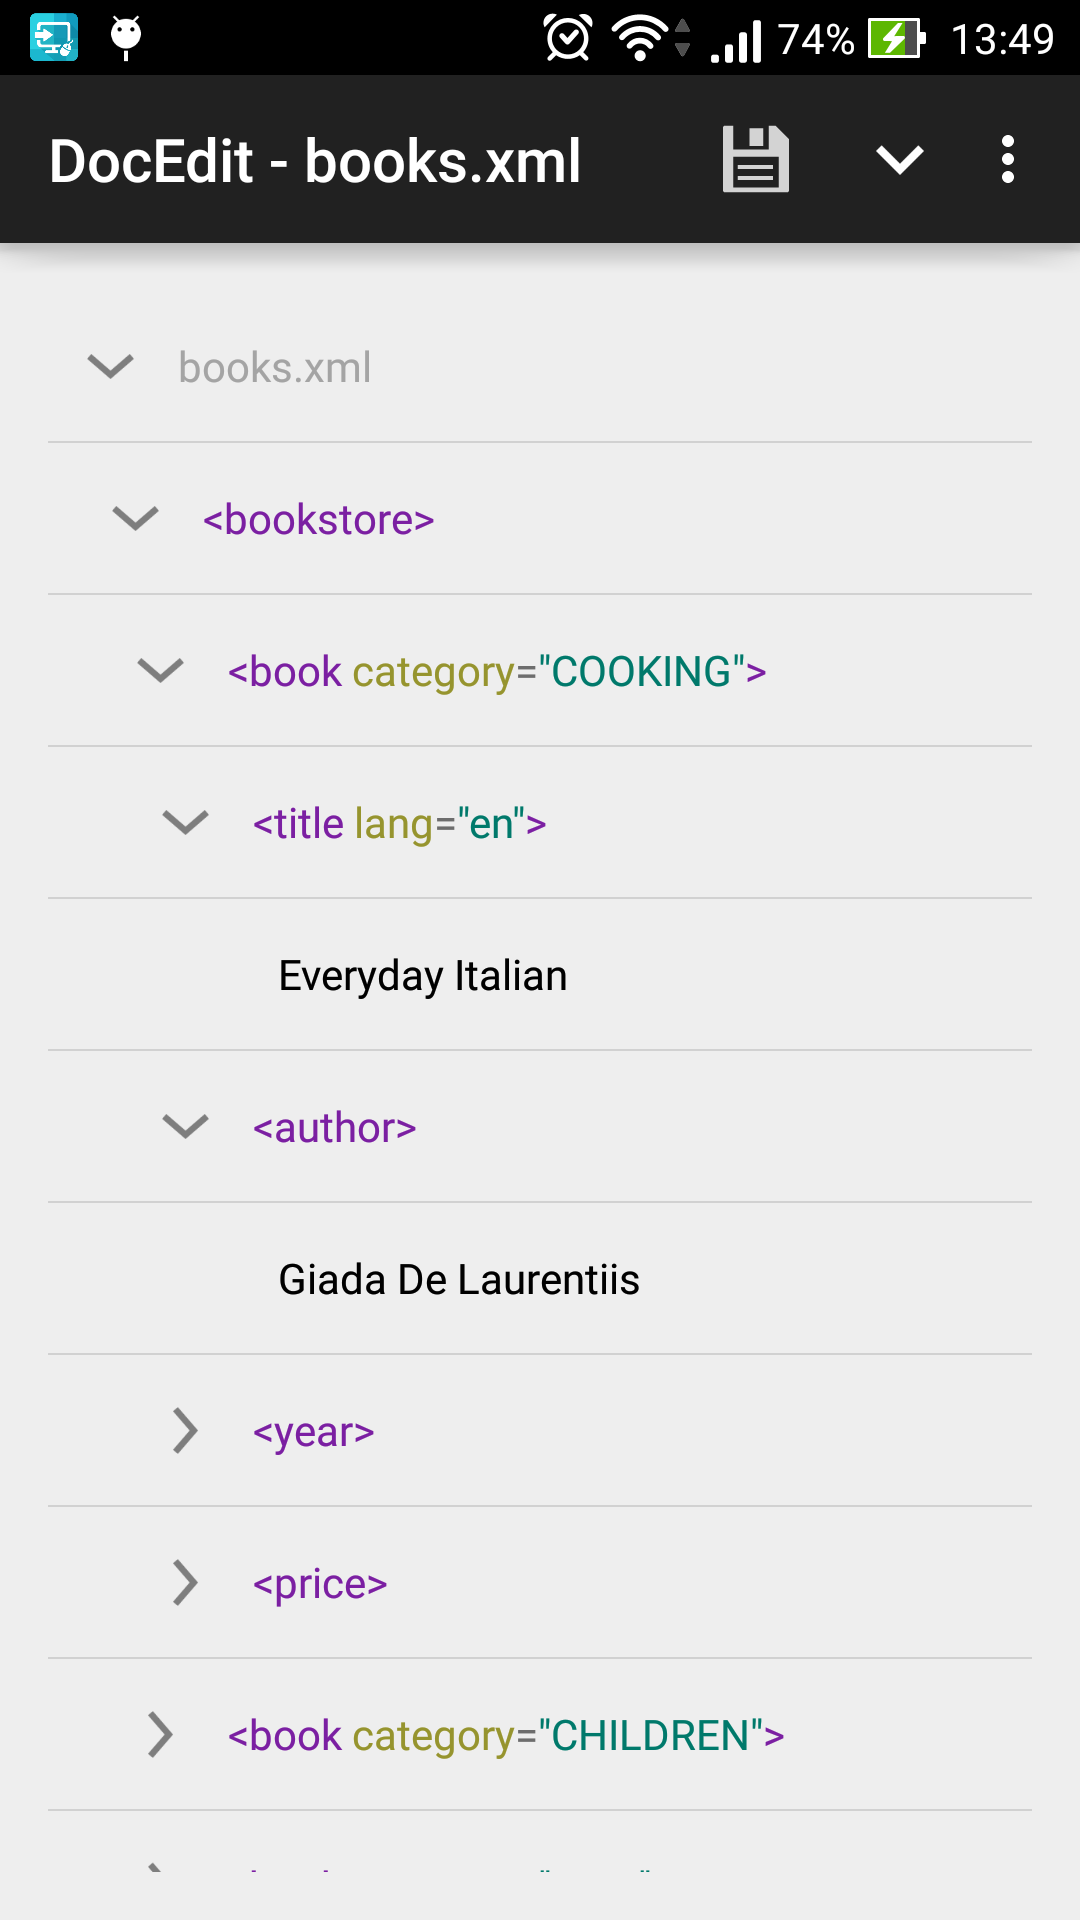 74% 13:49
DocEdit - books.xml
books.xml
<bookstore>
<book category="COOKING">
<title lang="en">
Everyday Italian
<author>
Giada De Laurentiis
<year>
<price>
<book category="CHILDREN">